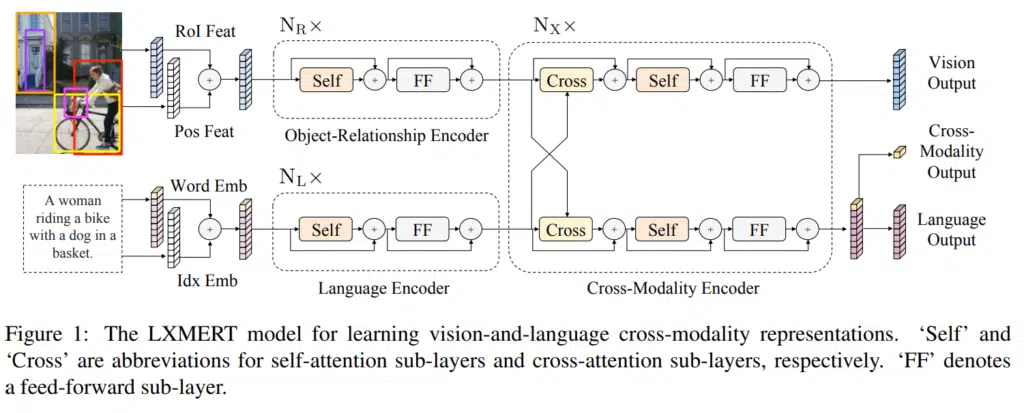 RoI Feat
Pos Feat
N_R×
Self
+
FF
+
+
Object-Relationship Encoder
N_X×
Cross
+
Self
+
FF
+
Vision
Output
Cross-
Modality
Output
A woman
riding a bike
with a dog in a
basket.
Word Emb
Idx Emb
+
N_L×
Self
+
FF
+
Language Encoder
Cross
+
Self
+
FF
+
Cross-Modality Encoder
Language
Output
Figure 1: The LXMERT model for learning vision-and-language cross-modality representations. ‘Self’ and
‘Cross’ are abbreviations for self-attention sub-layers and cross-attention sub-layers, respectively. ‘FF’ denotes
a feed-forward sub-layer.